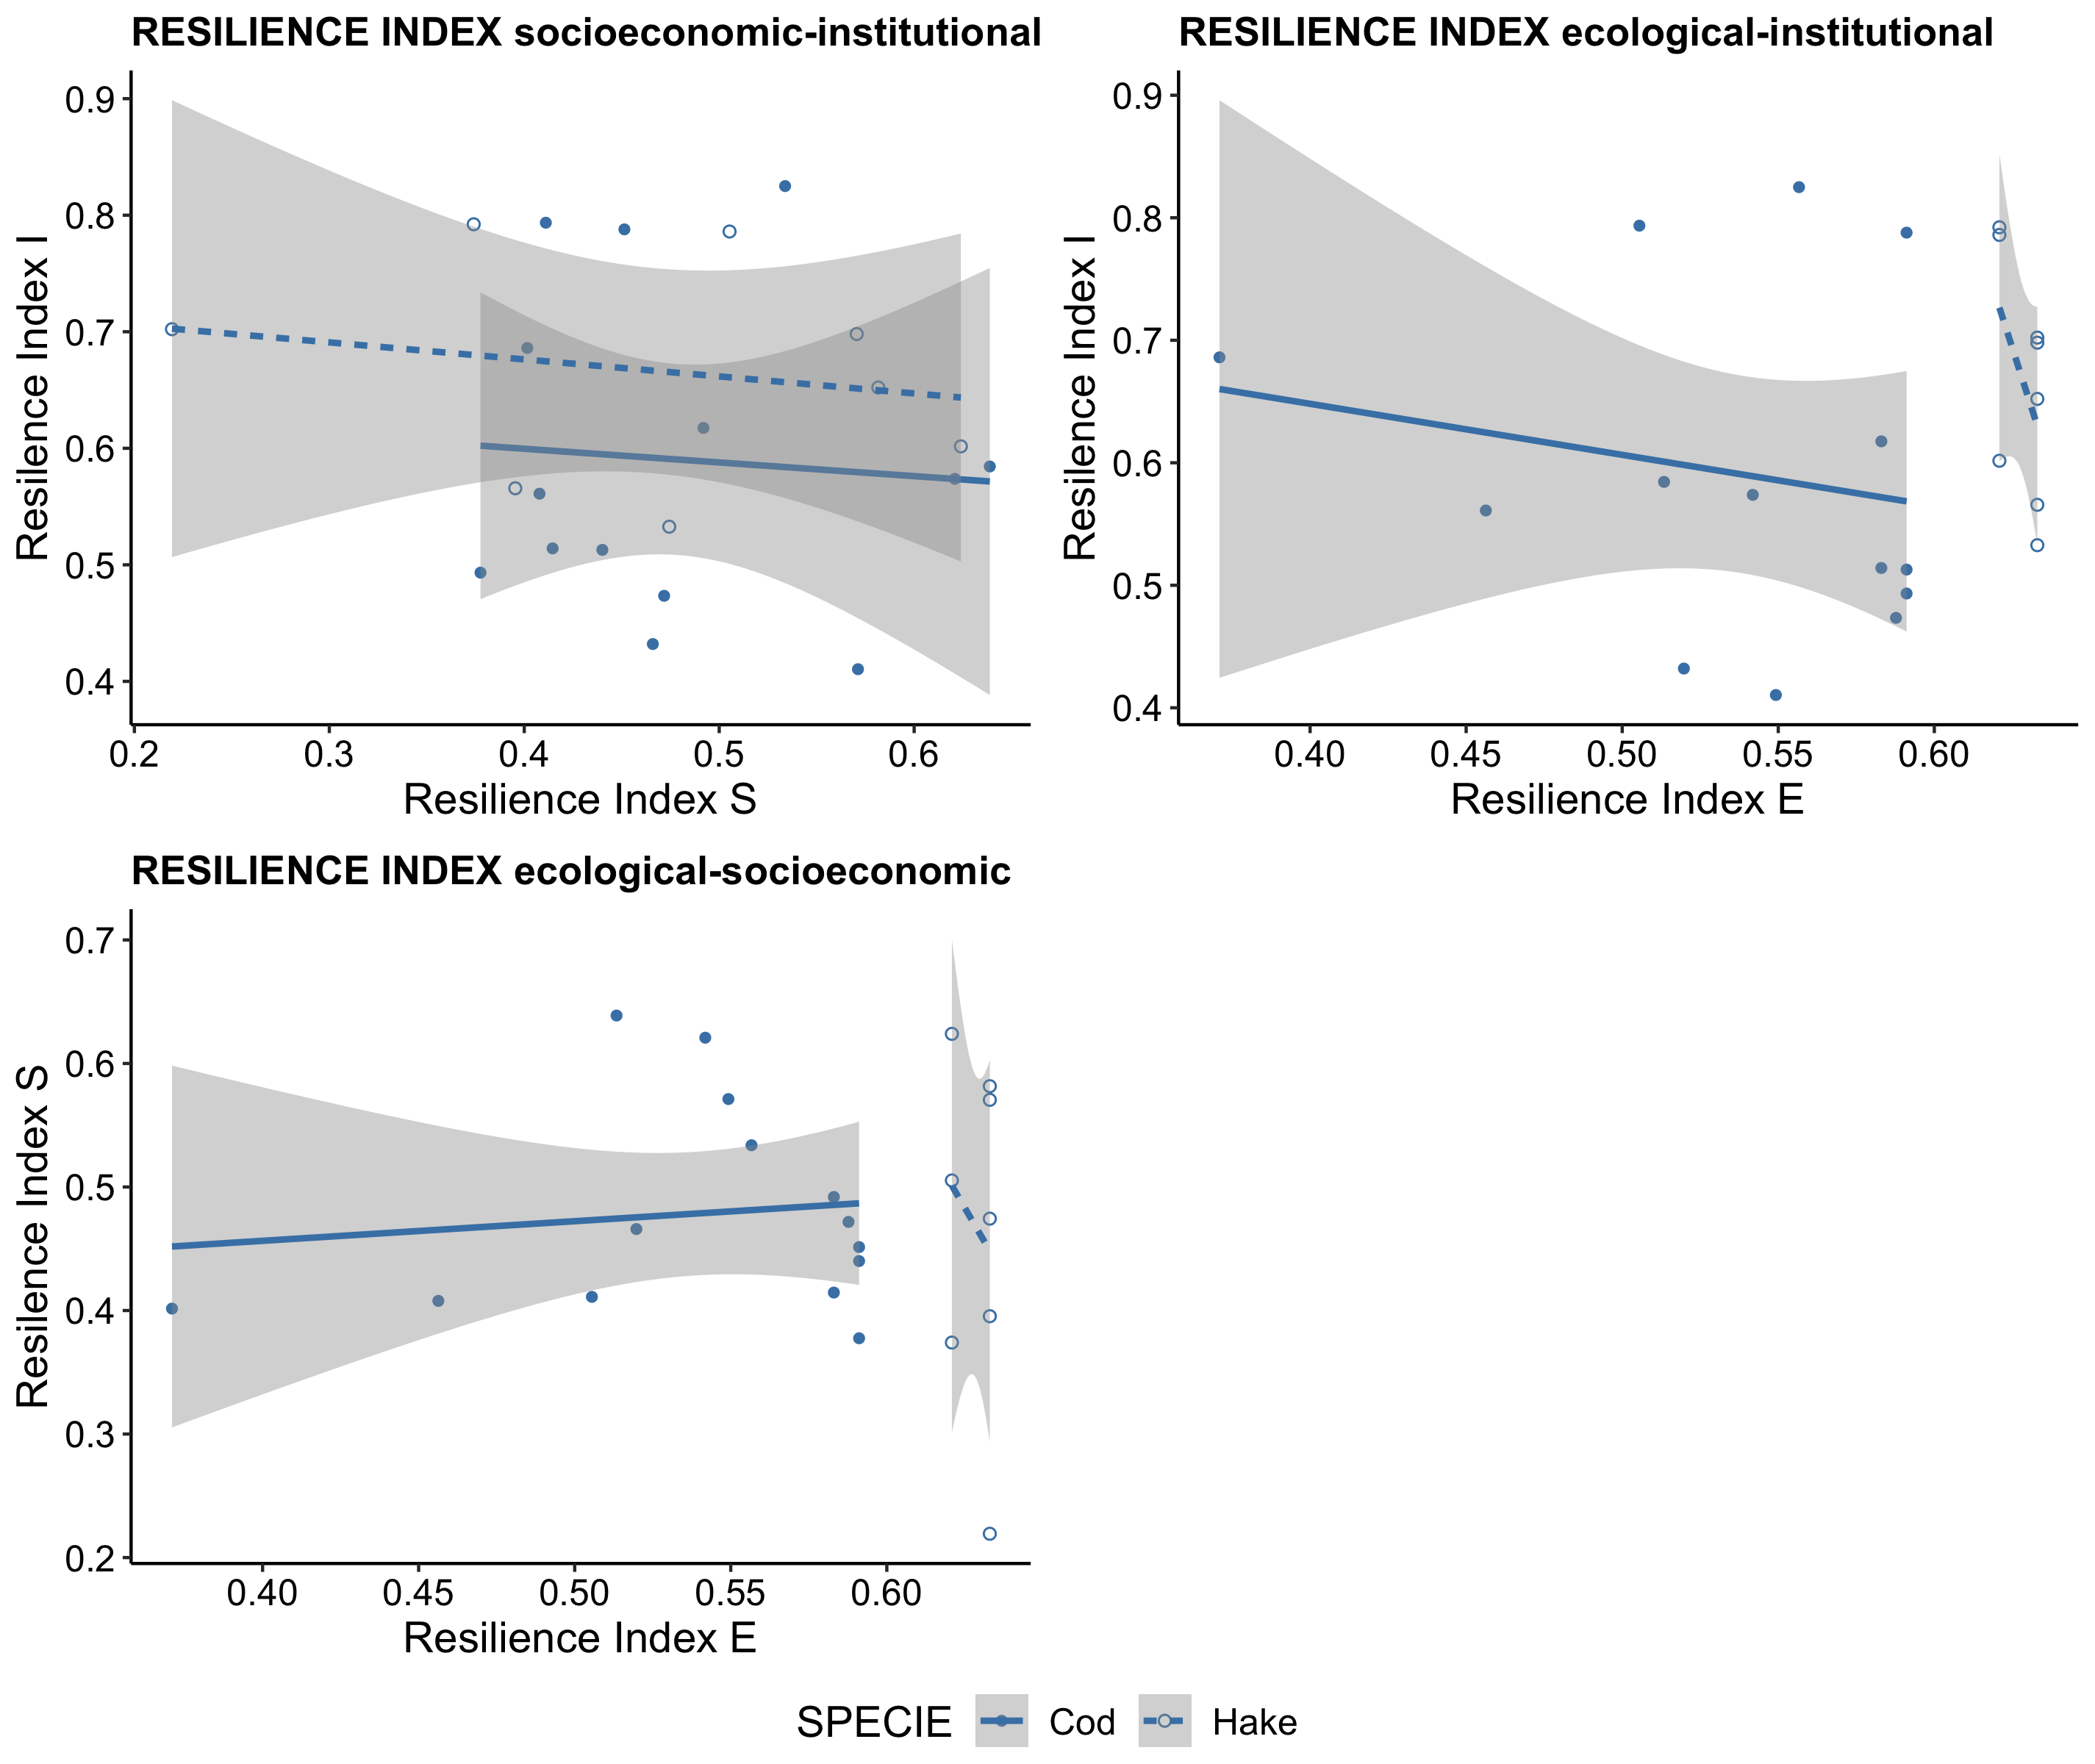 RESILIENCE INDEX socioeconomic-institutional
0.9
0.8
0.7
0.6
0.5
0.4
Resilence Index I
0.2 0.3 0.4 0.5 0.6
Resilience Index S
RESILIENCE INDEX ecological-institutional
0.9
0.8
0.7
0.6
0.5
0.4
Resilence Index I
0.40 0.45 0.50 0.55 0.60
Resilience Index E
RESILIENCE INDEX ecological-socioeconomic
0.7
0.6
0.5
0.4
0.3
0.2
Resilence Index S
0.40 0.45 0.50 0.55 0.60
Resilience Index E
SPECIE Cod Hake